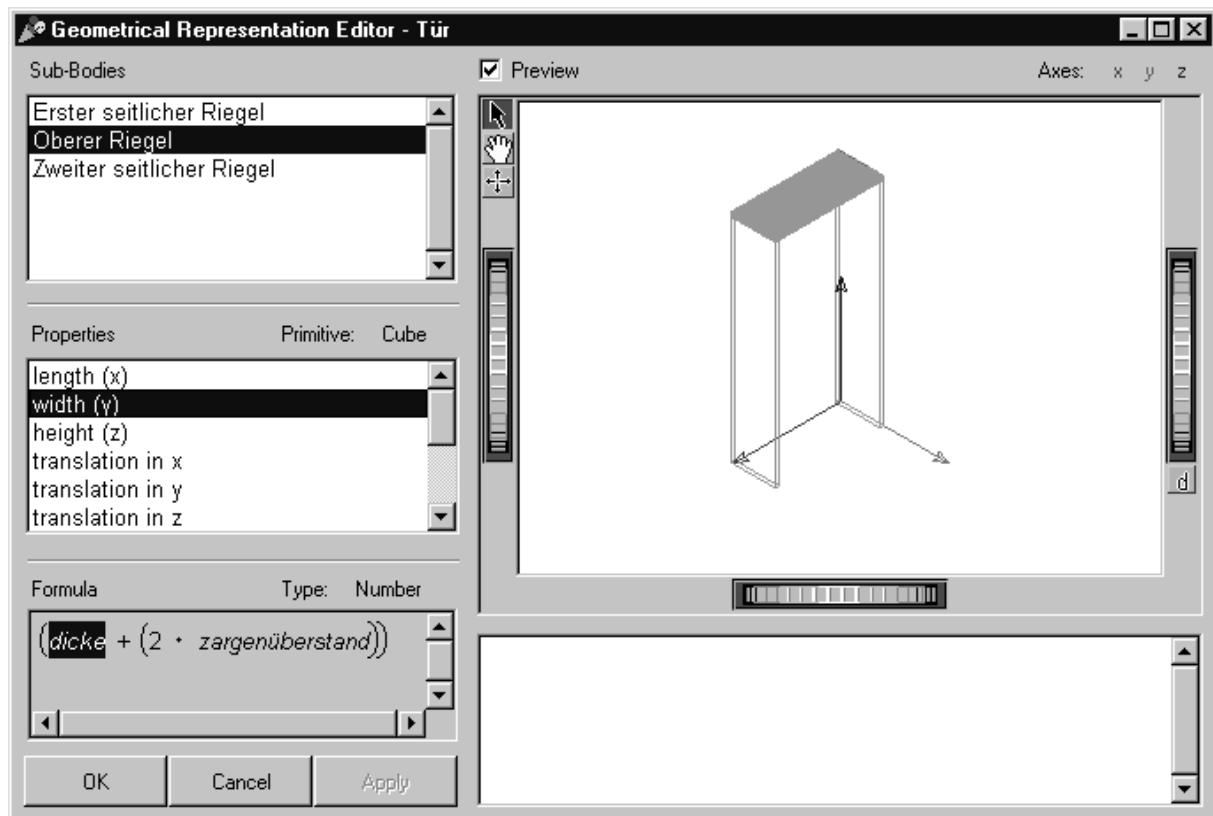 Geometrical Representation Editor - Tür
Sub-Bodies
Erster seitlicher Riegel
Oberer Riegel
Zweiter seitlicher Riegel
Properties Primitive: Cube
length (x)
width (y)
height (z)
translation in x
translation in y
translation in z
Formula Type: Number
(dicke + (2 · zargenüberstand))
OK Cancel Apply
Preview Axes: x y z
d